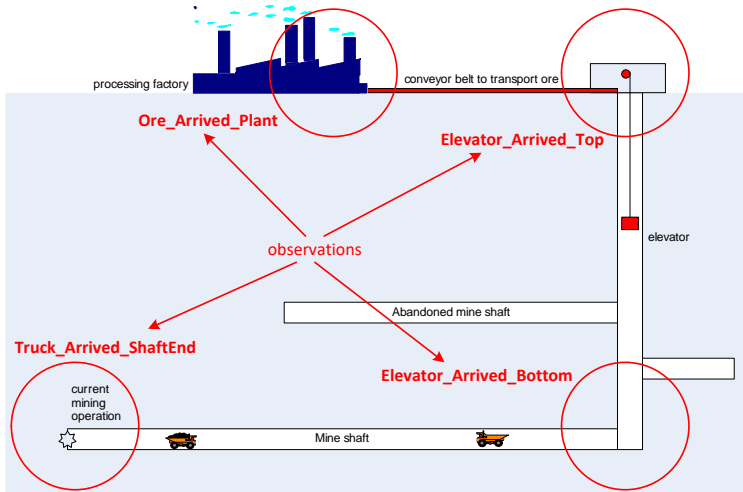 processing factory
conveyor belt to transport ore
Ore_Arrived_Plant
Elevator_Arrived_Top
observations
elevator
Abandoned mine shaft
Truck_Arrived_ShaftEnd
Elevator_Arrived_Bottom
current
mining
operation
Mine shaft